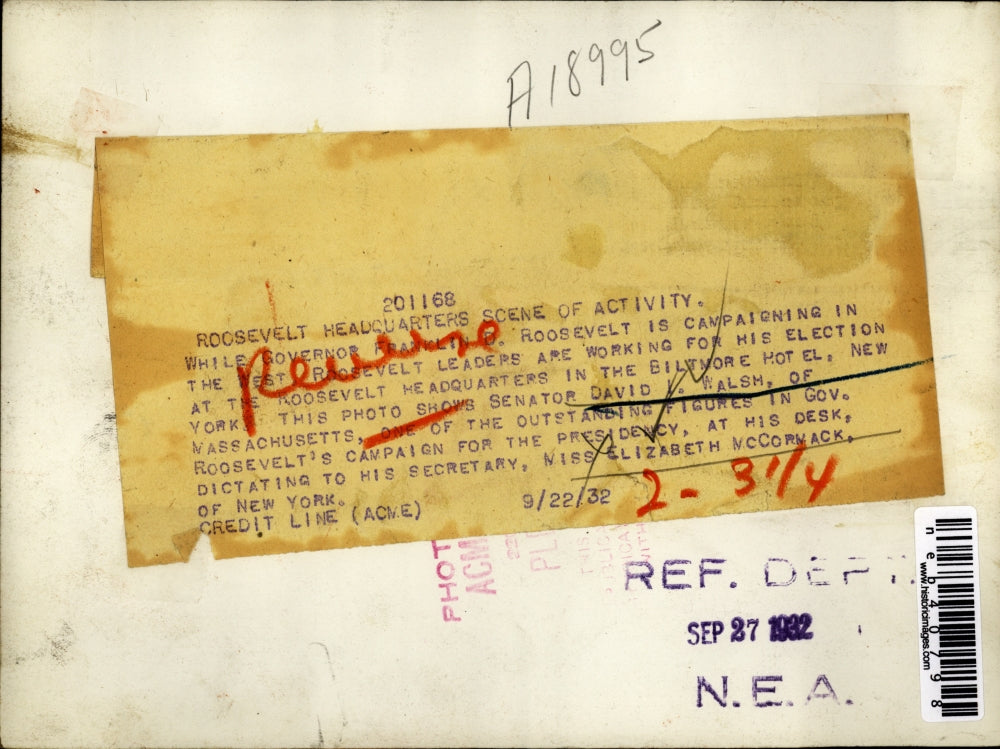 A18995
201168
ROOSEVELT HEADQUARTERS SCENE OF ACTIVITY.
WHILE GOVERNOR FRANKLIN D. ROOSEVELT IS CAMPAIGNING IN
THE WEST, ROOSEVELT LEADERS ARE WORKING FOR HIS ELECTION
AT THE ROOSEVELT HEADQUARTERS IN THE BILTMORE HOTEL, NEW
YORK. THIS PHOTO SHOWS SENATOR DAVID I. WALSH, OF
MASSACHUSETTS, ONE OF THE OUTSTANDING FIGURES IN GOV.
ROOSEVELT'S CAMPAIGN FOR THE PRESIDENCY, AT HIS DESK,
DICTATING TO HIS SECRETARY, MISS ELIZABETH MCCORMACK,
OF NEW YORK.
CREDIT LINE (ACME) 9/22/32
Reverse
2 - 3 1/4
PHOT
ACM
REF. DEPT.
SEP 27 1932
N.E.A.
neb40798
www.historicimages.com